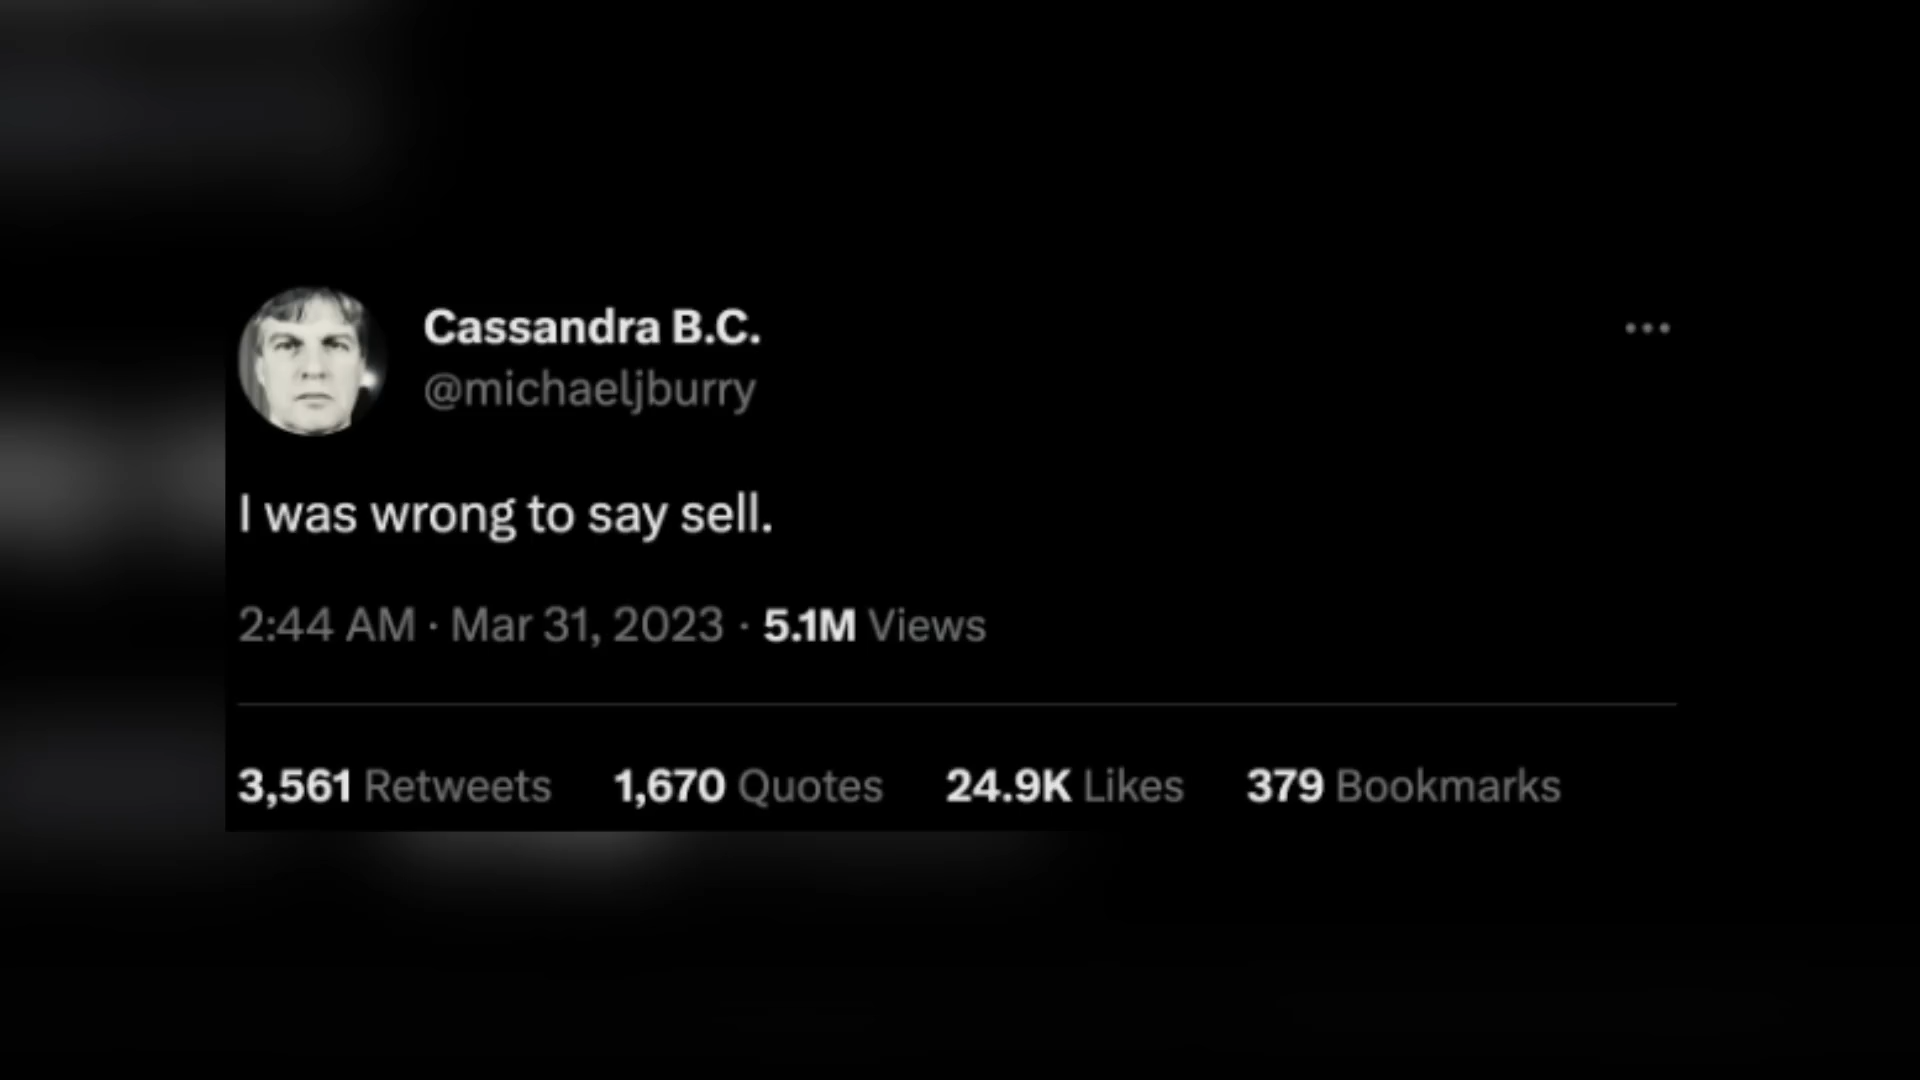 Cassandra B.C.
@michaeljburry
I was wrong to say sell.
2:44 AM · Mar 31, 2023 · 5.1M Views
3,561 Retweets 1,670 Quotes 24.9K Likes 379 Bookmarks